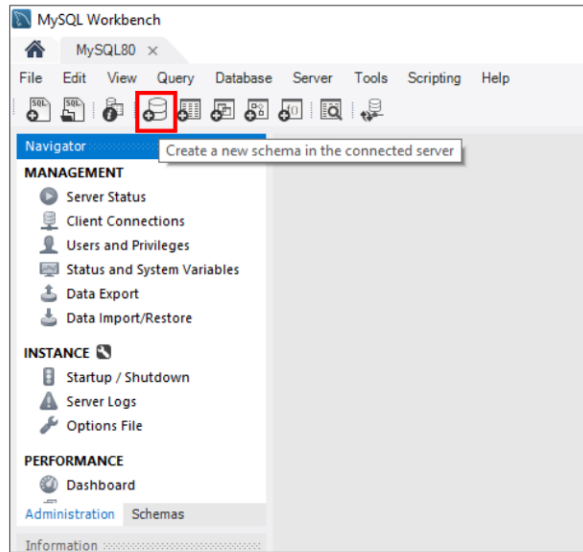 MySQL Workbench
MySQL80 ×
File Edit View Query Database Server Tools Scripting Help
SQL SQL
Navigator
Create a new schema in the connected server
MANAGEMENT
Server Status
Client Connections
Users and Privileges
Status and System Variables
Data Export
Data Import/Restore
INSTANCE
Startup / Shutdown
Server Logs
Options File
PERFORMANCE
Dashboard
Administration Schemas
Information